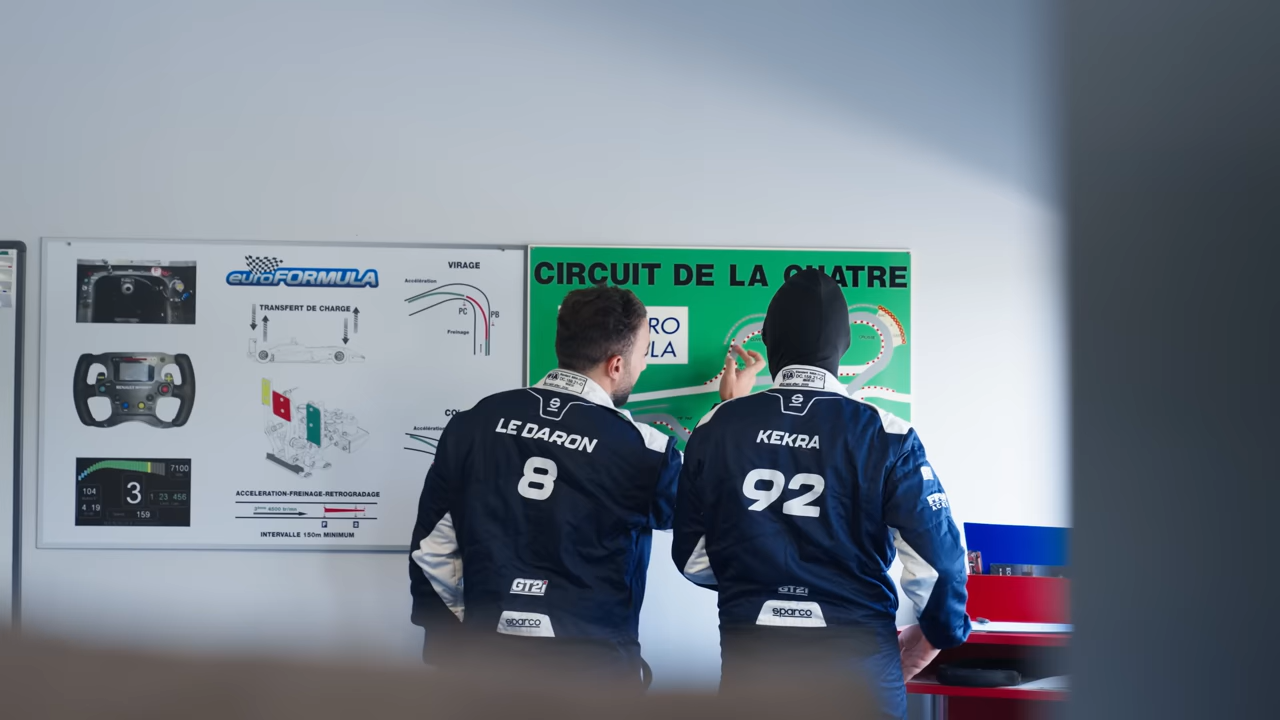 euroFORMULA
TRANSFERT DE CHARGE
VIRAGE
Accélération
PC
PB
Freinage
7100
104
3
1 23 456
4 19
159
Accélération
ACCELERATION-FREINAGE-RETROGRADAGE
INTERVALLE 150m MINIMUM
CIRCUIT DE LA QUATRE
RO
LA
LE DARON
8
GT2i
sparco
KEKRA
92
GT2i
sparco